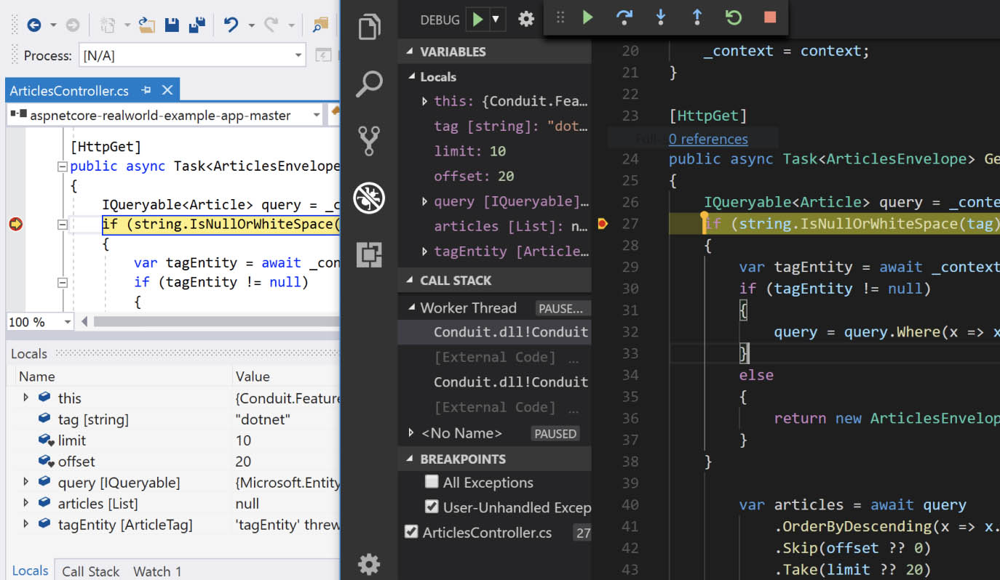 Process: [N/A]
ArticlesController.cs
aspnetcore-realworld-example-app-master
[HttpGet]
public async Task<ArticlesEnvelope
{
IQueryable<Article> query = _c
if (string.IsNullOrWhiteSpace(
{
var tagEntity = await _con
if (tagEntity != null)
{
100 %
Locals
Name Value
this {Conduit.Feature
tag [string] "dotnet"
limit 10
offset 20
query [IQueryable] {Microsoft.Entity
articles [List] null
tagEntity [ArticleTag] 'tagEntity' threw
Locals Call Stack Watch 1
DEBUG
VARIABLES
Locals
this: {Conduit.Fea…
tag [string]: "dot…
limit: 10
offset: 20
query [IQueryable]…
articles [List]: n…
tagEntity [Article…
CALL STACK
Worker Thread PAUSE...
Conduit.dll!Conduit
[External Code] …
Conduit.dll!Conduit
[External Code] …
<No Name> PAUSED
BREAKPOINTS
All Exceptions
User-Unhandled Excep
ArticlesController.cs 27
20 _context = context;
21 }
22
23 [HttpGet]
0 references
24 public async Task<ArticlesEnvelope> Ge
25 {
26 IQueryable<Article> query = _conte
27 if (string.IsNullOrWhiteSpace(tag)
28 {
29 var tagEntity = await _context
30 if (tagEntity != null)
31 {
32 query = query.Where(x => x
33 }
34 else
35 {
36 return new ArticlesEnvelop
37 }
38 }
39
40 var articles = await query
41 .OrderByDescending(x => x.
42 .Skip(offset ?? 0)
43 .Take(limit ?? 20)